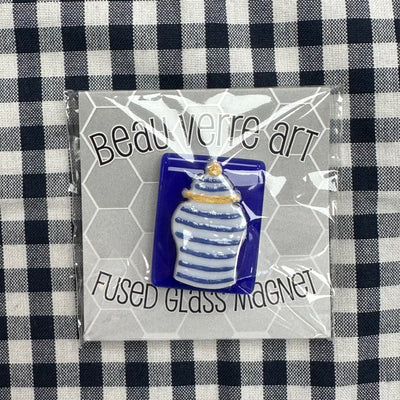 Beau Verre Art
Fused Glass Magnet